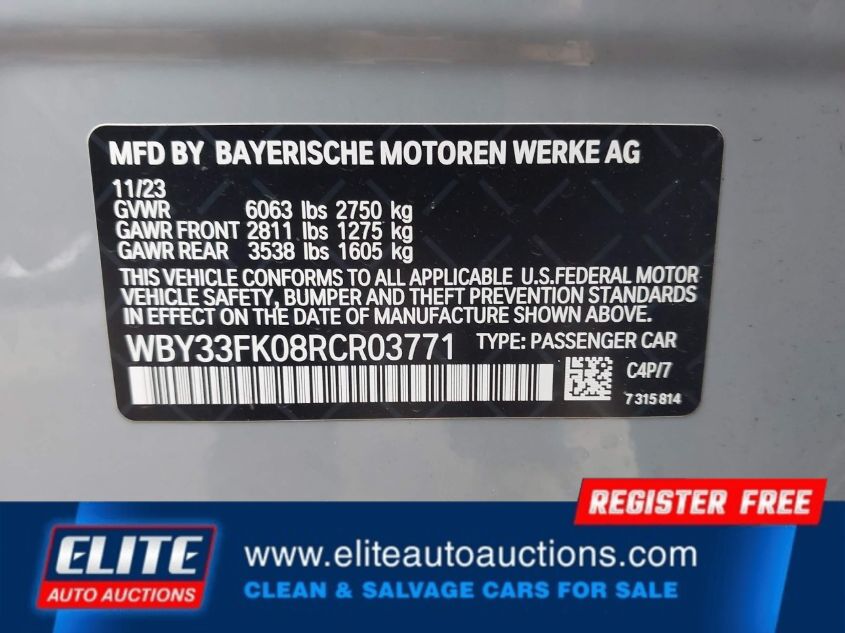 MFD BY BAYERISCHE MOTOREN WERKE AG
11/23
GVWR 6063 lbs 2750 kg
GAWR FRONT 2811 lbs 1275 kg
GAWR REAR 3538 lbs 1605 kg
THIS VEHICLE CONFORMS TO ALL APPLICABLE U.S.FEDERAL MOTOR
VEHICLE SAFETY, BUMPER AND THEFT PREVENTION STANDARDS
IN EFFECT ON THE DATE OF MANUFACTURE SHOWN ABOVE.
WBY33FK08RCR03771 TYPE: PASSENGER CAR
C4P/7
7 315 814
REGISTER FREE
ELITE
AUTO AUCTIONS
www.eliteautoauctions.com
CLEAN & SALVAGE CARS FOR SALE